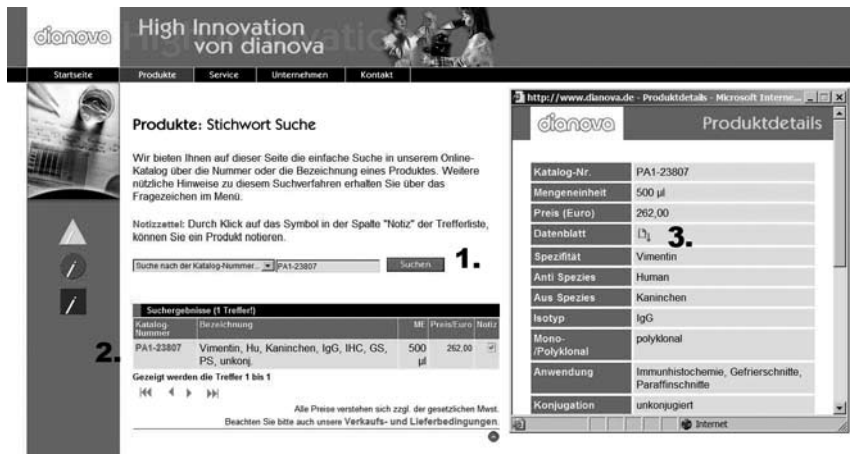 dianova
High Innovation
von dianova
Startseite
Produkte
Service
Unternehmen
Kontakt
Produkte: Stichwort Suche
Wir bieten Ihnen auf dieser Seite die einfache Suche in unserem Online-
Katalog über die Nummer oder die Bezeichnung eines Produktes. Weitere
nützliche Hinweise zu diesem Suchverfahren erhalten Sie über das
Fragezeichen im Menü.
Notizzettel: Durch Klick auf das Symbol in der Spalte "Notiz" der Trefferliste,
können Sie ein Produkt notieren.
Suche nach der Katalog-Nummer... PA1-23807 Suchen 1.
Suchergebnisse (1 Treffer!)
Katalog-
Nummer
Bezeichnung ME Preis/Euro Notiz
2. PA1-23807 Vimentin, Hu, Kaninchen, IgG, IHC, GS, 500 262,00
PS, unkonj. µl
Gezeigt werden die Treffer 1 bis 1
Alle Preise verstehen sich zzgl. der gesetzlichen Mwst.
Beachten Sie bitte auch unsere Verkaufs- und Lieferbedingungen.
http://www.dianova.de - Produktdetails - Microsoft Interne...
dianova Produktdetails
Katalog-Nr. PA1-23807
Mengeneinheit 500 µl
Preis (Euro) 262,00
Datenblatt 3.
Spezifität Vimentin
Anti Spezies Human
Aus Spezies Kaninchen
Isotyp IgG
Mono- polyklonal
/Polyklonal
Anwendung Immunhistochemie, Gefrierschnitte,
Paraffinschnitte
Konjugation unkonjugiert
Internet